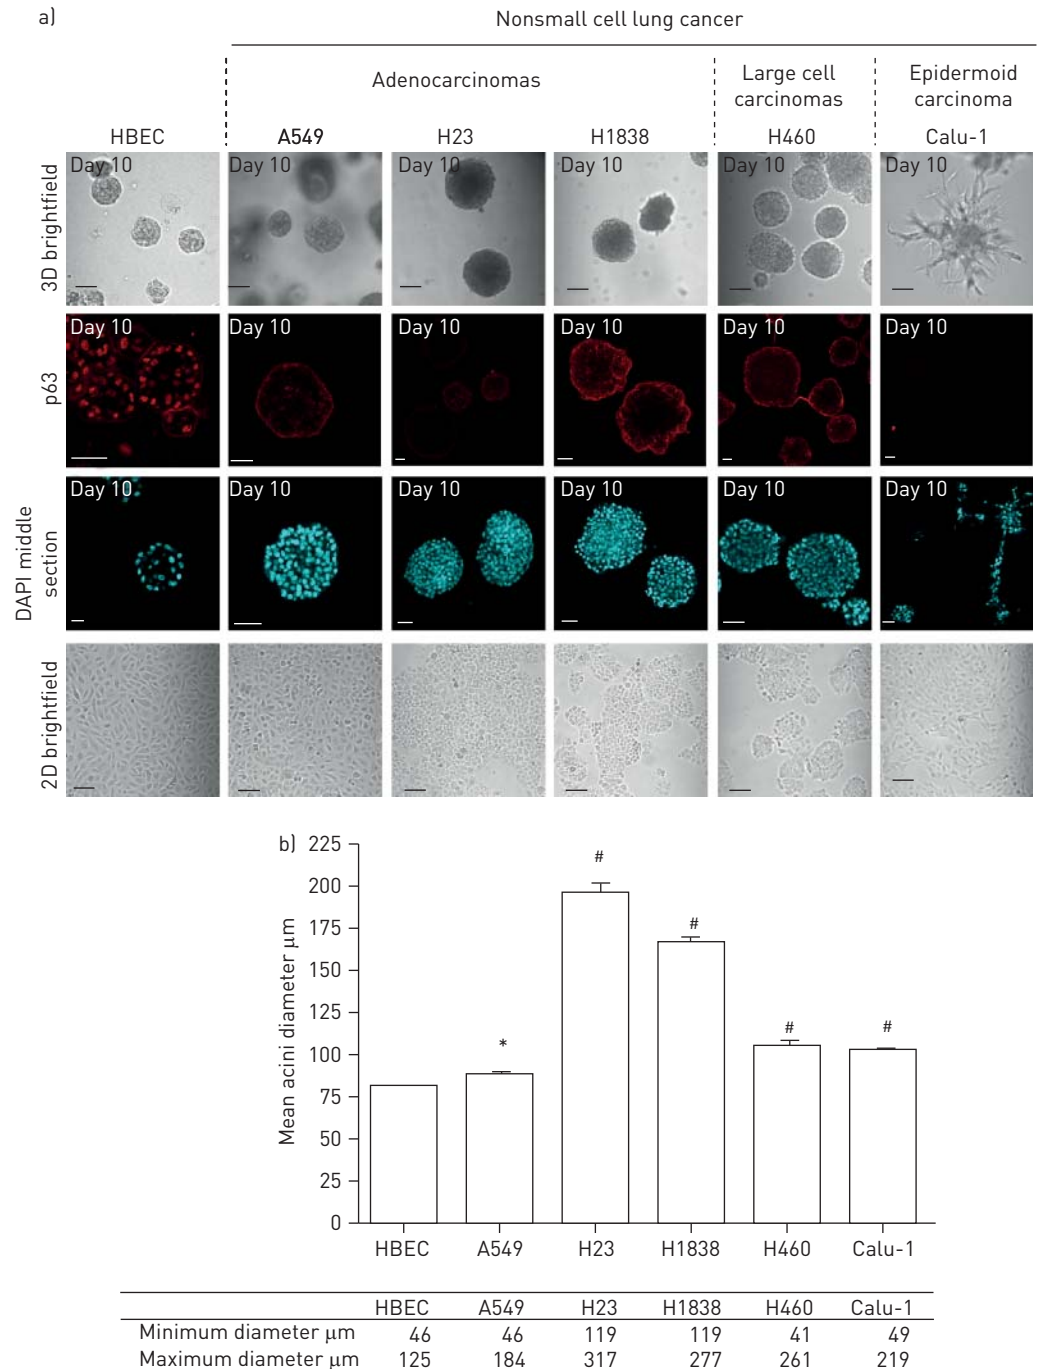 a)
Nonsmall cell lung cancer
Adenocarcinomas
Large cell
carcinomas
Epidermoid
carcinoma
HBEC A549 H23 H1838 H460 Calu-1
3D brightfield
Day 10 Day 10 Day 10 Day 10 Day 10 Day 10
p63
Day 10 Day 10 Day 10 Day 10 Day 10 Day 10
DAPI middle
section
Day 10 Day 10 Day 10 Day 10 Day 10 Day 10
2D brightfield
b)
Mean acini diameter μm
225
200
175
150
125
100
75
50
25
0
* # # # #
HBEC A549 H23 H1838 H460 Calu-1
HBEC A549 H23 H1838 H460 Calu-1
Minimum diameter μm 46 46 119 119 41 49
Maximum diameter μm 125 184 317 277 261 219